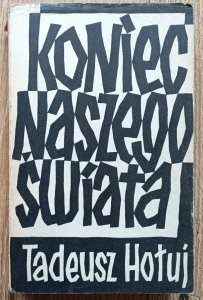 Koniec
naszego
świata
Tadeusz Hołuj